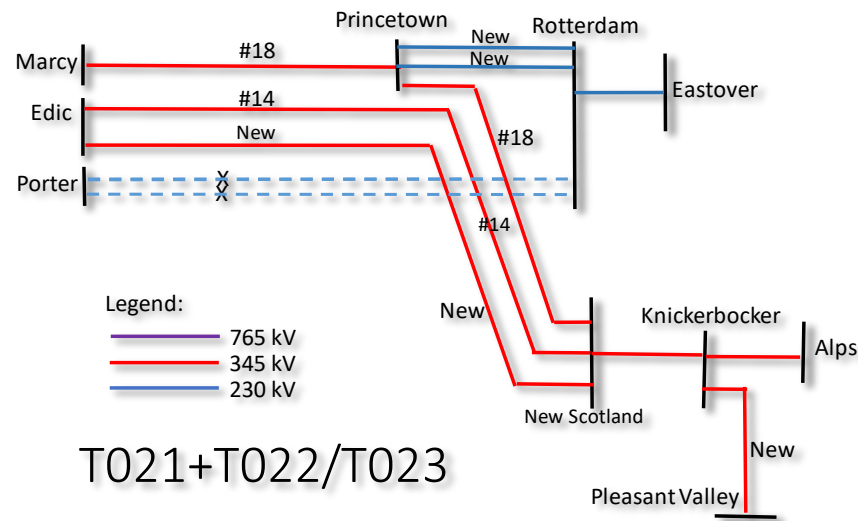 Princetown
Rotterdam
New
New
#18
Marcy
Eastover
#14
Edic
New
#18
Porter
X
X
#14
Legend:
New
Knickerbocker
765 kV
345 kV
Alps
230 kV
New Scotland
New
T021+T022/T023
Pleasant Valley